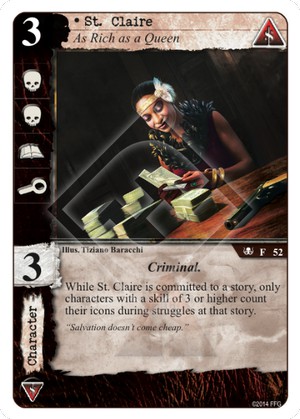 3
• St. Claire
As Rich as a Queen
Illus. Tiziano Baracchi
F 52
3
Character
Criminal.
While St. Claire is committed to a story, only
characters with a skill of 3 or higher count
their icons during struggles at that story.
“Salvation doesn't come cheap.”
©2014 FFG